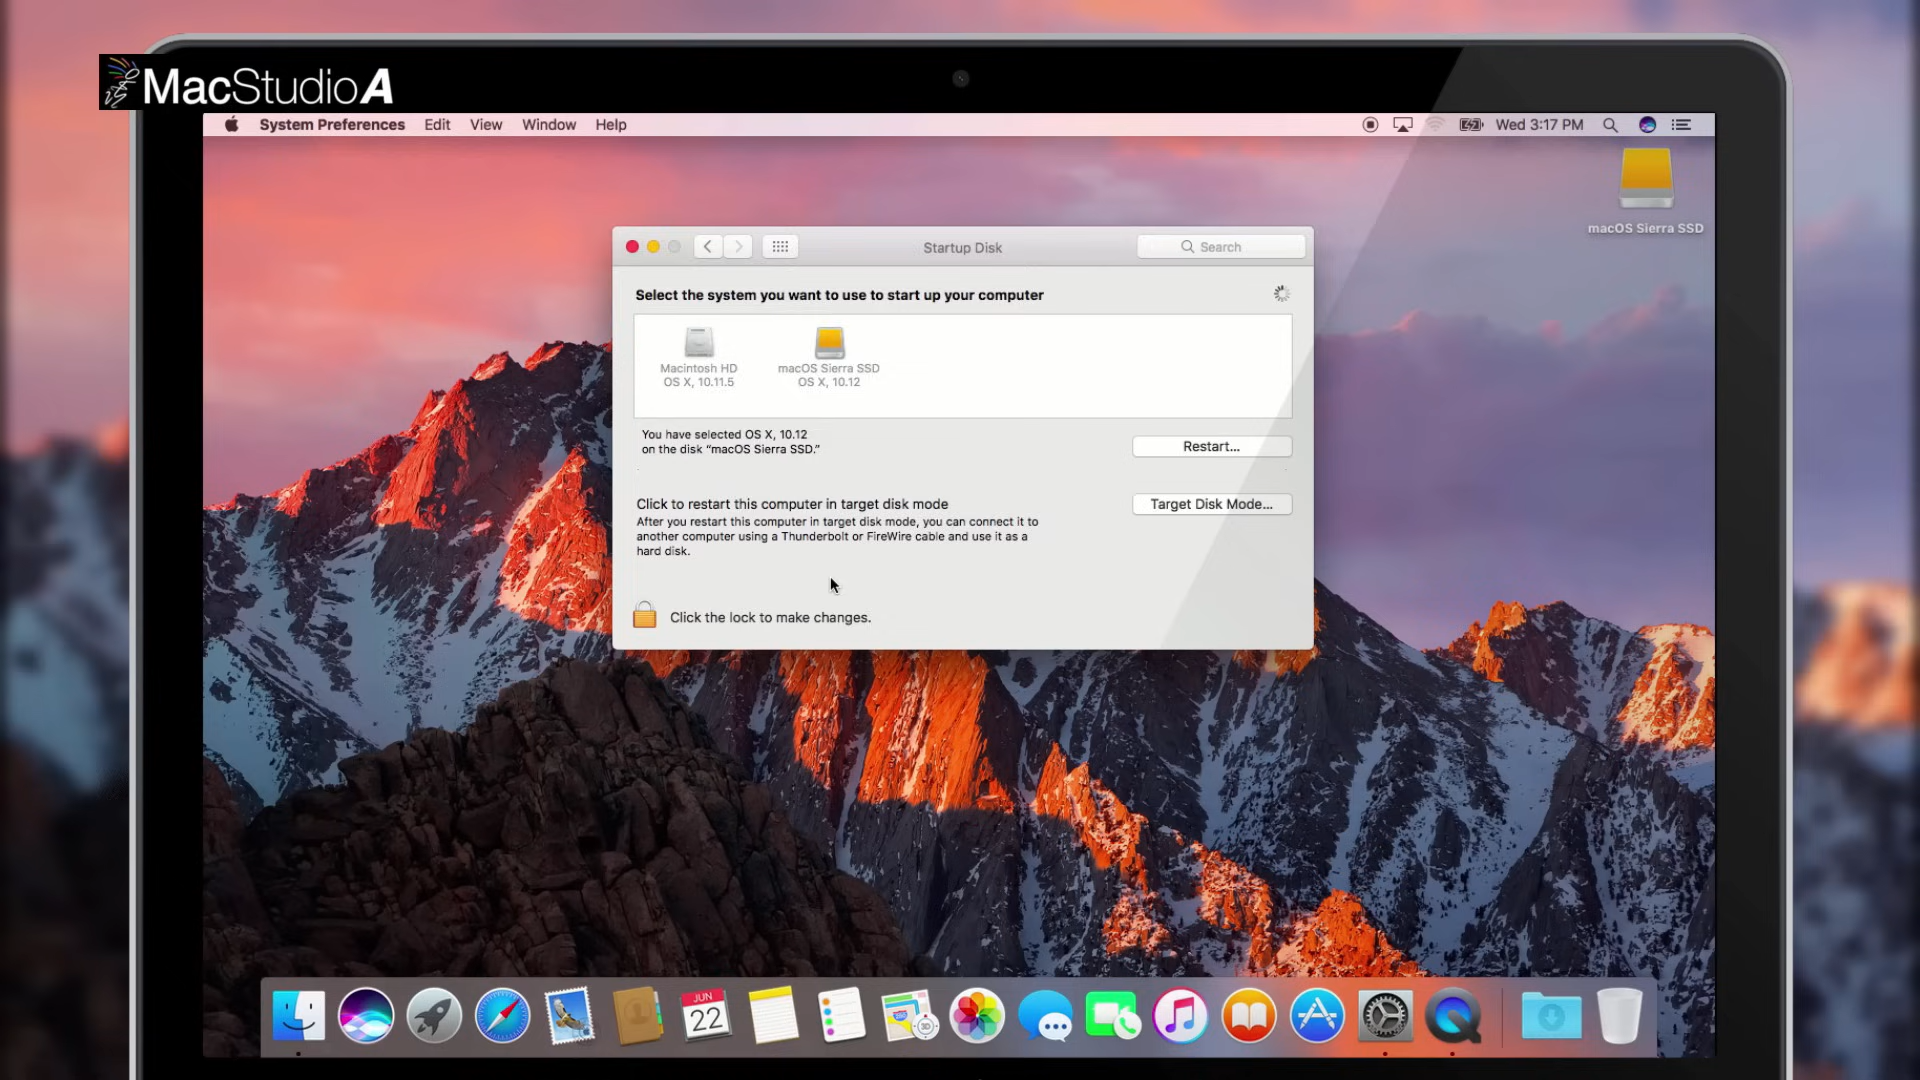 MacStudioA
System Preferences Edit View Window Help
Wed 3:17 PM
macOS Sierra SSD
Startup Disk
Search
Select the system you want to use to start up your computer
Macintosh HD
OS X, 10.11.5
macOS Sierra SSD
OS X, 10.12
You have selected OS X, 10.12
on the disk “macOS Sierra SSD.”
Restart...
Click to restart this computer in target disk mode
Target Disk Mode...
After you restart this computer in target disk mode, you can connect it to
another computer using a Thunderbolt or FireWire cable and use it as a
hard disk.
Click the lock to make changes.
JUN
22
3D